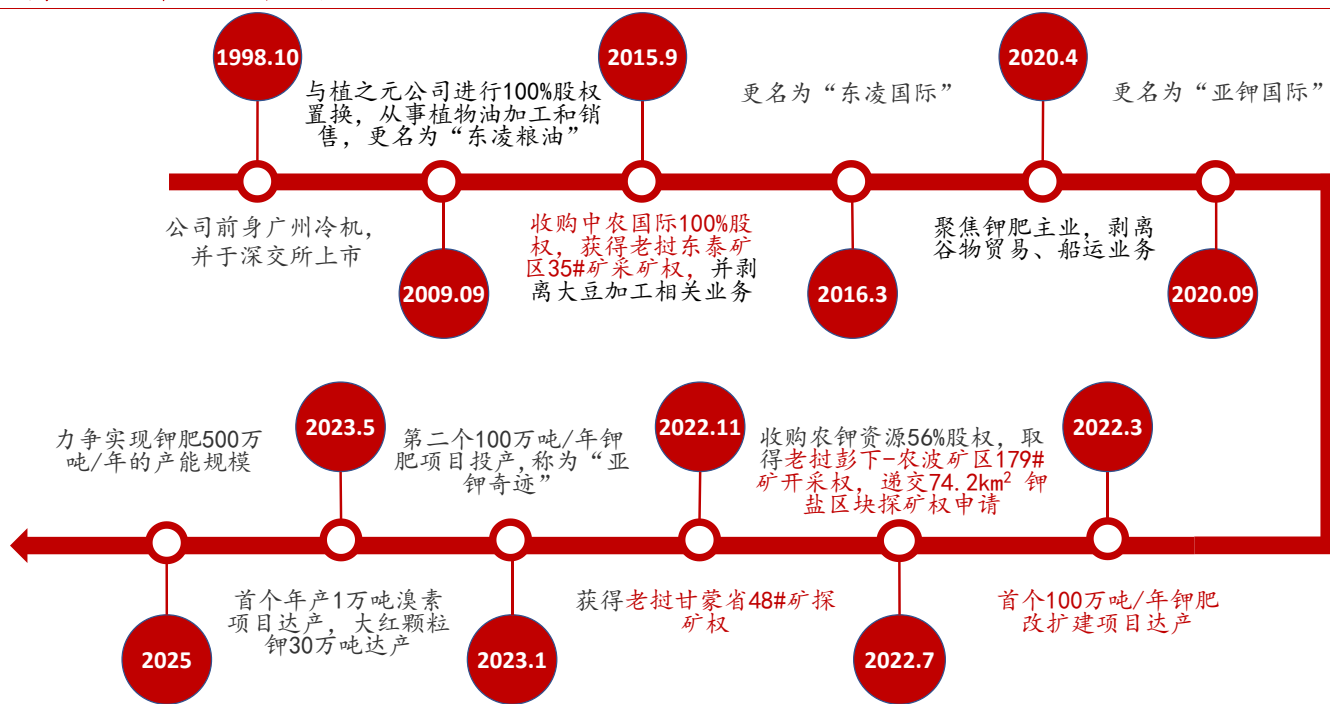 1998.10
公司前身广州冷机，
并于深交所上市
与植之元公司进行100%股权
置换，从事植物油加工和销
售，更名为“东凌粮油”
2009.09
2015.9
收购中农国际100%股
权，获得老挝东泰矿
区35#矿采矿权，并剥
离大豆加工相关业务
更名为“东凌国际”
2016.3
2020.4
聚焦钾肥主业，剥离
谷物贸易、船运业务
更名为“亚钾国际”
2020.09
2022.3
首个100万吨/年钾肥
改扩建项目达产
收购农钾资源56%股权，取
得老挝彭下-农波矿区179#
矿开采权，递交74.2km² 钾
盐区块探矿权申请
2022.7
2022.11
获得老挝甘蒙省48#矿探
矿权
第二个100万吨/年钾
肥项目投产,称为“亚
钾奇迹”
2023.1
2023.5
首个年产1万吨溴素
项目达产，大红颗粒
钾30万吨达产
力争实现钾肥500万
吨/年的产能规模
2025